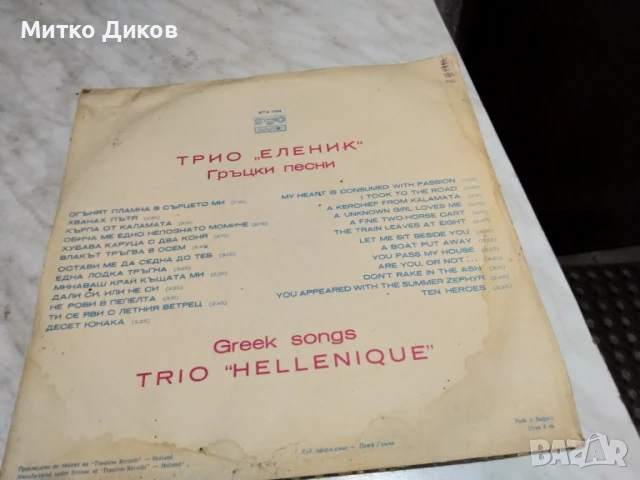 Митко Диков
ТРИО „ЕЛЕНИК“
Гръцки песни
ОГЪНЯТ ПЛАМНА В СЪРЦЕТО МИ
ХВАНАХ ПЪТЯ
КЪРПА ОТ КАЛАМАТА
ОБИЧА МЕ ЕДНО НЕПОЗНАТО МОМИЧЕ
ХУБАВА КАРУЦА С ДВА КОНЯ
ВЛАКЪТ ТРЪГВА В ОСЕМ
ОСТАВИ МЕ ДА СЕДНА ДО ТЕБ
ЕДНА ЛОДКА ТРЪГНА
МИНАВАШ КРАЙ КЪЩАТА МИ
ДАЛИ СИ, ИЛИ НЕ СИ
НЕ РОВИ В ПЕПЕЛТА
ТИ СЕ ЯВИ С ЛЕТНИЯ ВЕТРЕЦ
ДЕСЕТ ЮНАКА
MY HEART IS CONSUMED WITH PASSION
I TOOK TO THE ROAD
A KERCHIEF FROM KALAMATA
A UNKNOWN GIRL LOVES ME
A FINE TWO-HORSE CART
THE TRAIN LEAVES AT EIGHT
LET ME SIT BESIDE YOU
A BOAT PUT AWAY
YOU PASS MY HOUSE
ARE YOU, OR NOT...
DON'T RAKE IN THE ASH
YOU APPEARED WITH THE SUMMER ZEPHYR
TEN HEROES
Greek songs
TRIO "HELLENIQUE"
Made in Bulgaria
BAZAR